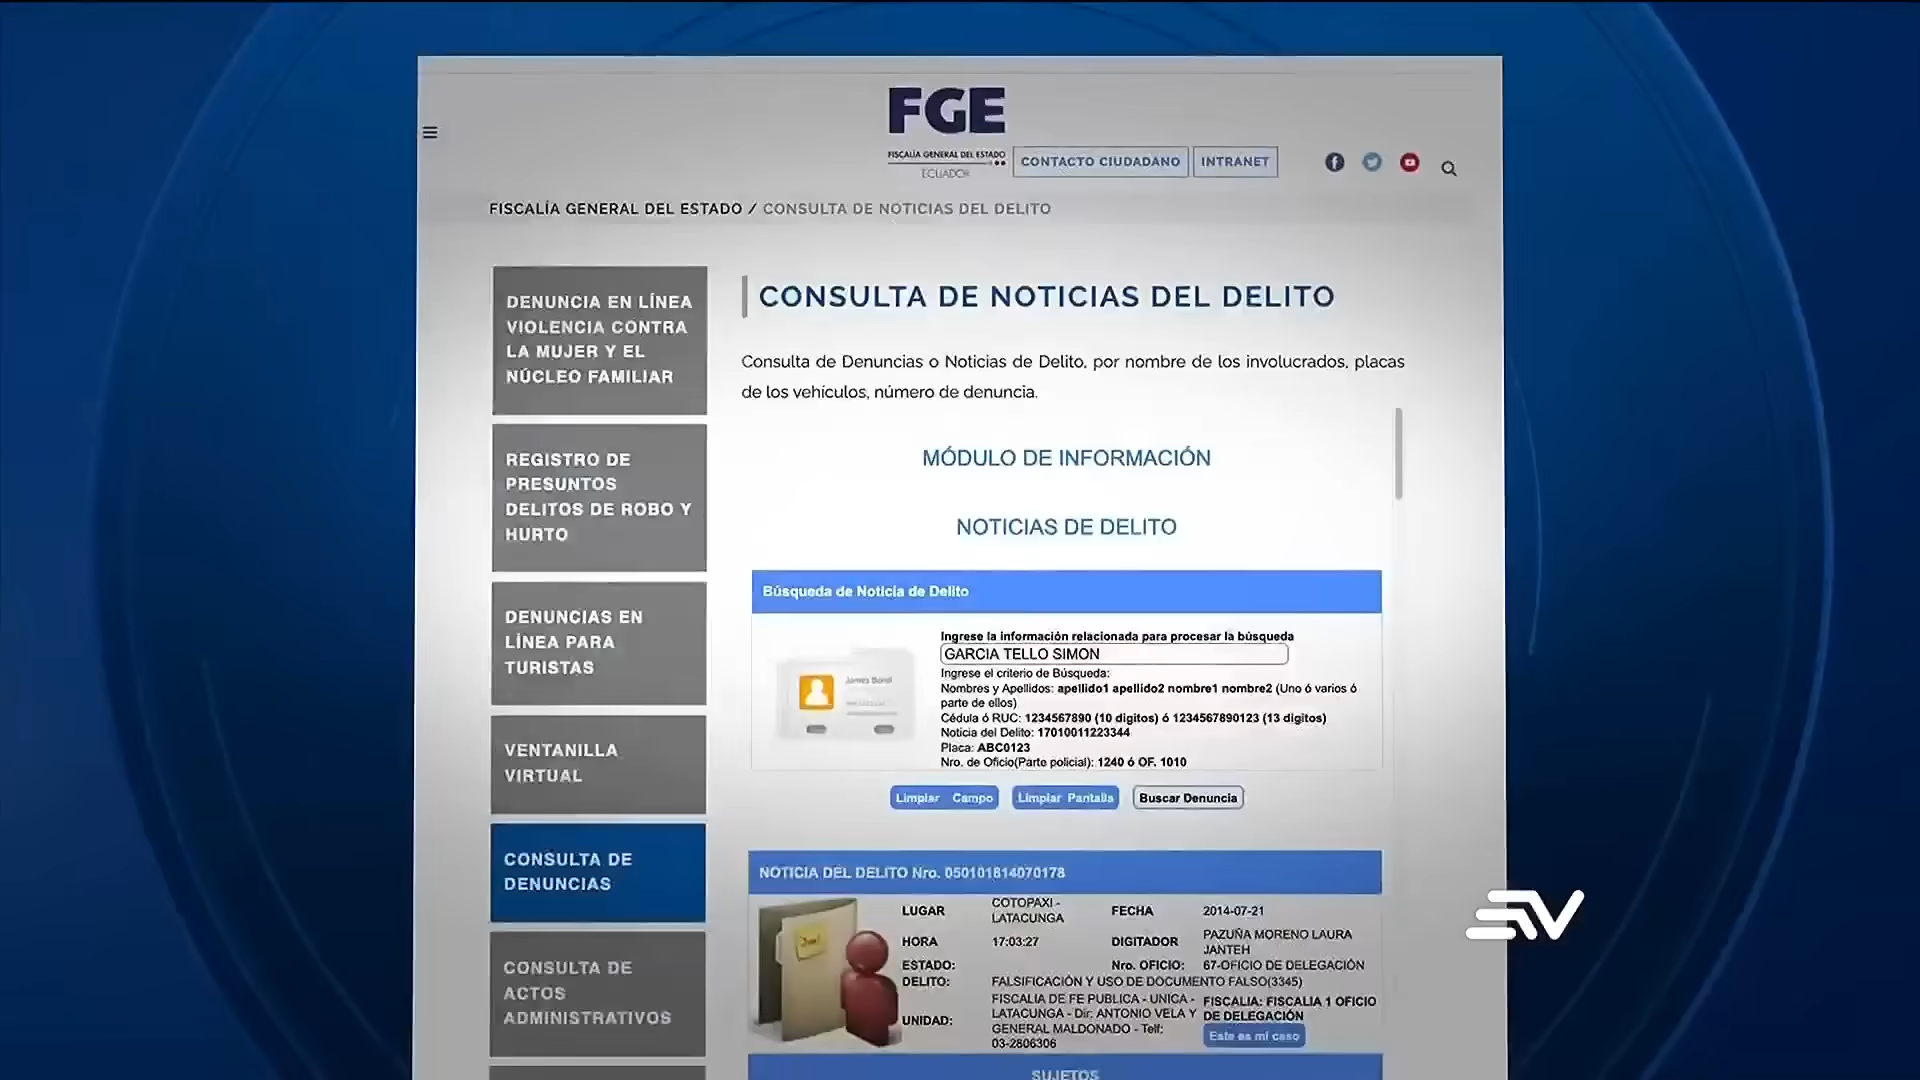 FGE
FISCALÍA GENERAL DEL ESTADO
ECUADOR
CONTACTO CIUDADANO
INTRANET
FISCALÍA GENERAL DEL ESTADO / CONSULTA DE NOTICIAS DEL DELITO
DENUNCIA EN LÍNEA
VIOLENCIA CONTRA
LA MUJER Y EL
NÚCLEO FAMILIAR
REGISTRO DE
PRESUNTOS
DELITOS DE ROBO Y
HURTO
DENUNCIAS EN
LÍNEA PARA
TURISTAS
VENTANILLA
VIRTUAL
CONSULTA DE
DENUNCIAS
CONSULTA DE
ACTOS
ADMINISTRATIVOS
CONSULTA DE NOTICIAS DEL DELITO
Consulta de Denuncias o Noticias de Delito, por nombre de los involucrados, placas
de los vehículos, número de denuncia.
MÓDULO DE INFORMACIÓN
NOTICIAS DE DELITO
Búsqueda de Noticia de Delito
James Bond
Ingrese la información relacionada para procesar la búsqueda
GARCIA TELLO SIMON
Ingrese el criterio de Búsqueda:
Nombres y Apellidos: apellido1 apellido2 nombre1 nombre2 (Uno ó varios ó
parte de ellos)
Cédula ó RUC: 1234567890 (10 digitos) ó 1234567890123 (13 digitos)
Noticia del Delito: 17010011223344
Placa: ABC0123
Nro. de Oficio(Parte policial): 1240 ó OF. 1010
Limpiar Campo
Limpiar Pantalla
Buscar Denuncia
NOTICIA DEL DELITO Nro. 050101814070178
LUGAR COTOPAXI - LATACUNGA FECHA 2014-07-21
HORA 17:03:27 DIGITADOR PAZUÑA MORENO LAURA JANTEH
ESTADO: Nro. OFICIO: 67-OFICIO DE DELEGACIÓN
DELITO: FALSIFICACIÓN Y USO DE DOCUMENTO FALSO(3345)
UNIDAD: FISCALIA DE FE PUBLICA - UNICA -
LATACUNGA - Dir: ANTONIO VELA Y
GENERAL MALDONADO - Telf:
03-2806306
FISCALIA: FISCALIA 1 OFICIO
DE DELEGACIÓN
Este es mi caso
SUJETOS